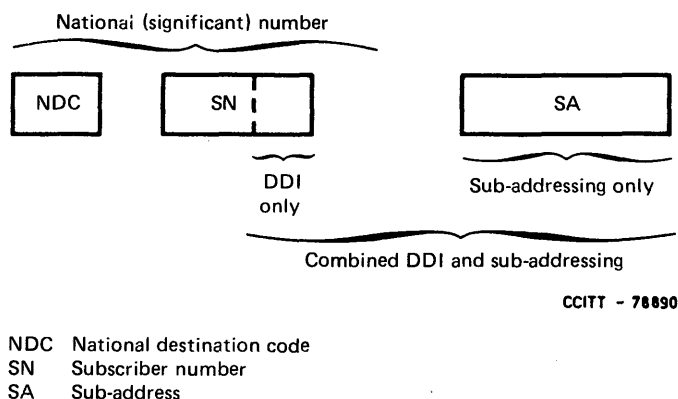 National (significant) number
NDC
SN
SA
DDI
only
Sub-addressing only
Combined DDI and sub-addressing
CCITT - 78890
NDC National destination code
SN Subscriber number
SA Sub-address